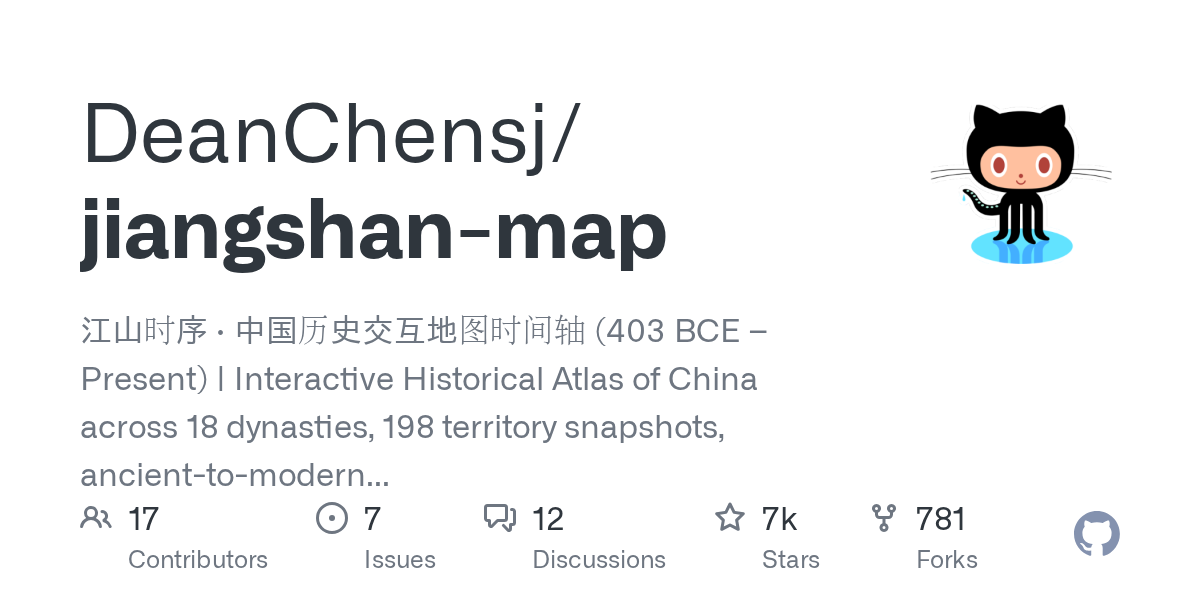 DeanChensj/
jiangshan-map
江山时序 · 中国历史交互地图时间轴 (403 BCE –
Present) | Interactive Historical Atlas of China
across 18 dynasties, 198 territory snapshots,
ancient-to-modern...
17 7 12 7k 781
Contributors Issues Discussions Stars Forks